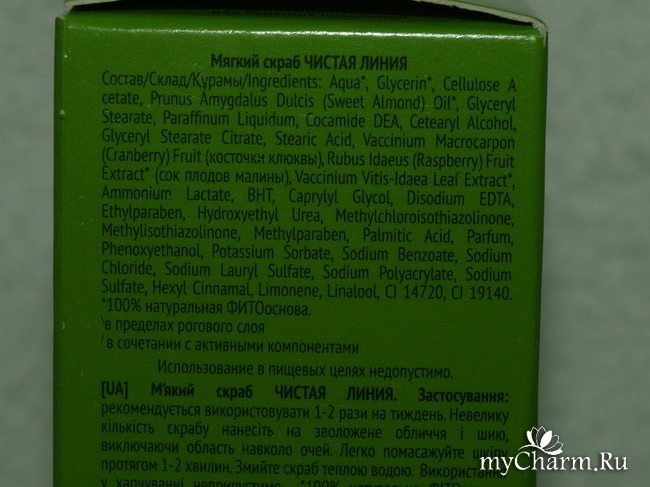 Мягкий скраб ЧИСТАЯ ЛИНИЯ
Состав/Склад/Құрамы/Ingredients: Aqua*, Glycerin*, Cellulose A
cetate, Prunus Amygdalus Dulcis (Sweet Almond) Oil*, Glyceryl
Stearate, Paraffinum Liquidum, Cocamide DEA, Cetearyl Alcohol,
Glyceryl Stearate Citrate, Stearic Acid, Vaccinium Macrocarpon
(Cranberry) Fruit (косточки клюквы), Rubus Idaeus (Raspberry) Fruit
Extract* (сок плодов малины), Vaccinium Vitis-Idaea Leaf Extract*,
Ammonium Lactate, BHT, Caprylyl Glycol, Disodium EDTA,
Ethylparaben, Hydroxyethyl Urea, Methylchloroisothiazolinone,
Methylisothiazolinone, Methylparaben, Palmitic Acid, Parfum,
Phenoxyethanol, Potassium Sorbate, Sodium Benzoate, Sodium
Chloride, Sodium Lauryl Sulfate, Sodium Polyacrylate, Sodium
Sulfate, Hexyl Cinnamal, Limonene, Linalool, CI 14720, CI 19140.
*100% натуральная ФИТОоснова.
в пределах рогового слоя
в сочетании с активными компонентами
Использование в пищевых целях недопустимо.
[UA] М'який скраб ЧИСТАЯ ЛИНИЯ. Застосування:
рекомендується використовувати 1-2 рази на тиждень. Невелику
кількість скрабу нанесіть на зволожене обличчя і шию,
виключаючи область навколо очей. Легко помасажуйте шкіру
протягом 1-2 хвилин. Змийте скраб теплою водою. Використання
у харчуванні неприпустимо. *100%
myCharm.Ru